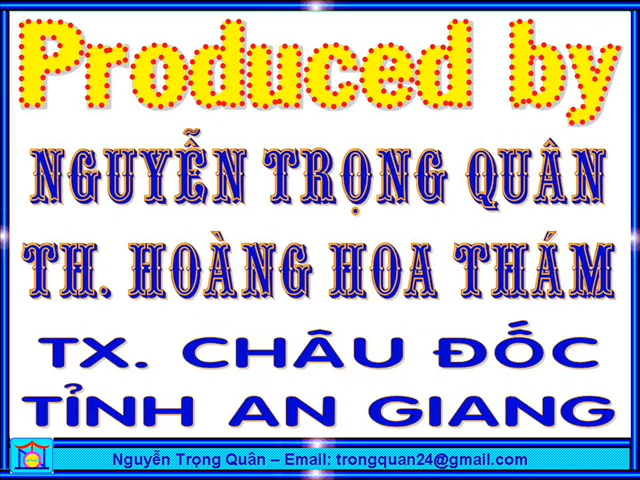 Produced by
NGUYỄN TRỌNG QUÂN
TH. HOÀNG HOA THÁM
TX. CHÂU ĐỐC
TỈNH AN GIANG
Nguyễn Trọng Quân – Email: trongquan24@gmail.com